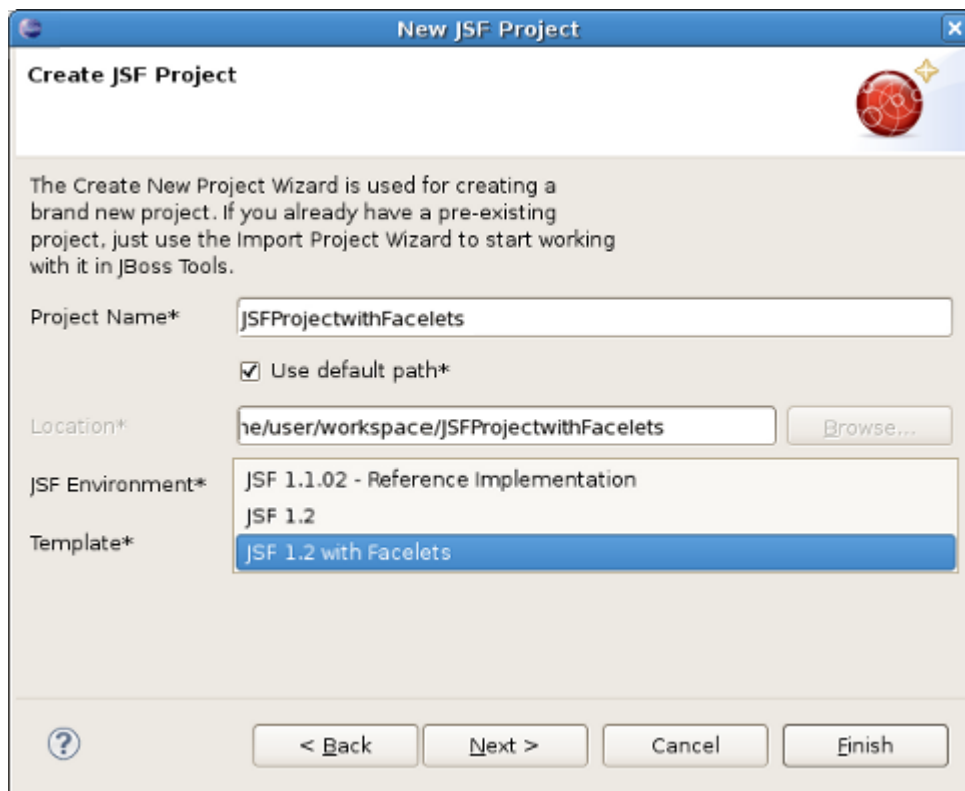 New JSF Project
Create JSF Project
The Create New Project Wizard is used for creating a
brand new project. If you already have a pre-existing
project, just use the Import Project Wizard to start working
with it in JBoss Tools.
Project Name* JSFProjectwithFacelets
Use default path*
Location* ne/user/workspace/JSFProjectwithFacelets Browse...
JSF Environment* JSF 1.1.02 - Reference Implementation
JSF 1.2
Template* JSF 1.2 with Facelets
? < Back Next > Cancel Finish